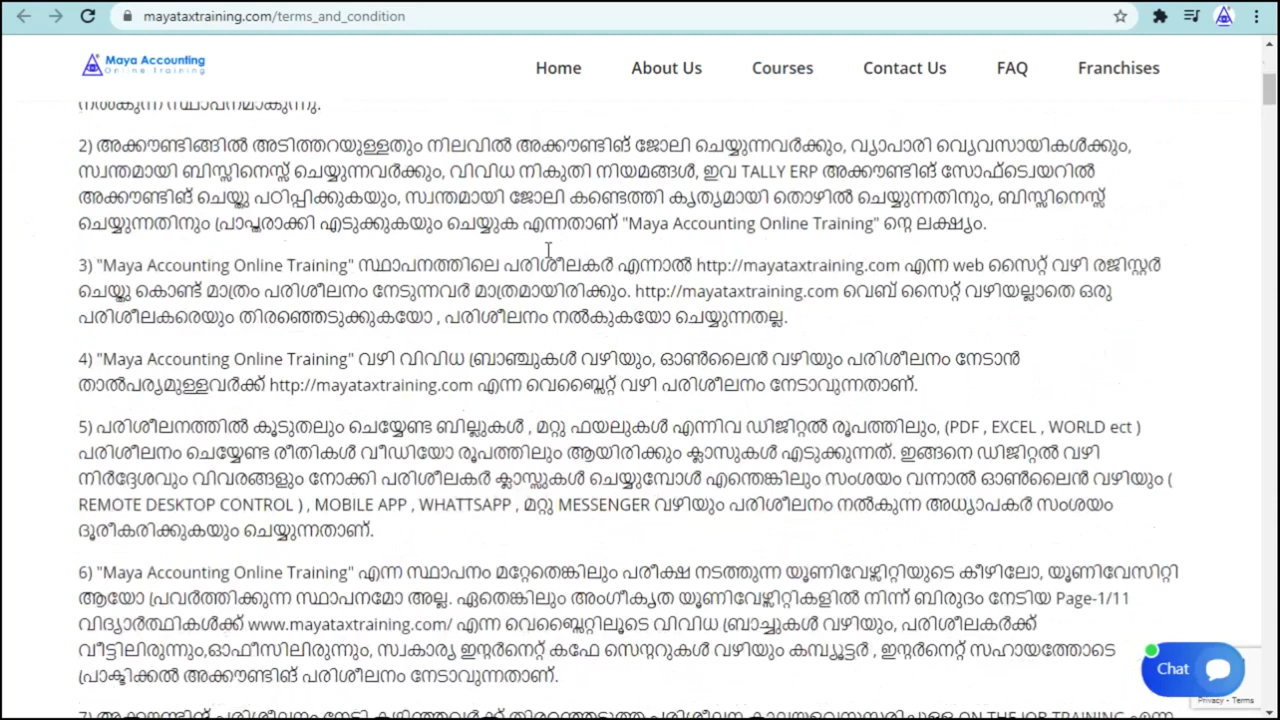 mayataxtraining.com/terms_and_condition
Maya Accounting
Online Training
Home About Us Courses Contact Us FAQ Franchises
നൽകുന്ന സ്ഥാപനമാകുന്നു.
2) അക്കൗണ്ടിങ്ങിൽ അടിത്തറയുള്ളതും നിലവിൽ അക്കൗണ്ടിങ് ജോലി ചെയ്യുന്നവർക്കും, വ്യാപാരി വ്യെവസായികൾക്കും,
സ്വന്തമായി ബിസ്സിനെസ്സ് ചെയ്യുന്നവർക്കും, വിവിധ നികുതി നിയമങ്ങൾ, ഇവ TALLY ERP അക്കൗണ്ടിങ് സോഫ്ട്വെയറിൽ
അക്കൗണ്ടിങ് ചെയ്തു പഠിപ്പിക്കുകയും, സ്വന്തമായി ജോലി കണ്ടെത്തി കൃത്യമായി തൊഴിൽ ചെയ്യുന്നതിനും, ബിസ്സിനെസ്സ്
ചെയ്യുന്നതിനും പ്രാപ്തരാക്കി എടുക്കുകയും ചെയ്യുക എന്നതാണ് "Maya Accounting Online Training" ന്റെ ലക്ഷ്യം.
3) "Maya Accounting Online Training" സ്ഥാപനത്തിലെ പരിശീലകർ എന്നാൽ http://mayataxtraining.com എന്ന web സൈറ്റ് വഴി രജിസ്റ്റർ
ചെയ്തു കൊണ്ട് മാത്രം പരിശീലനം നേടുന്നവർ മാത്രമായിരിക്കും. http://mayataxtraining.com വെബ് സൈറ്റ് വഴിയല്ലാതെ ഒരു
പരിശീലകരെയും തിരഞ്ഞെടുക്കുകയോ , പരിശീലനം നൽകുകയോ ചെയ്യുന്നതല്ല.
4) "Maya Accounting Online Training" വഴി വിവിധ ബ്രാഞ്ചുകൾ വഴിയും, ഓൺലൈൻ വഴിയും പരിശീലനം നേടാൻ
താൽപര്യമുള്ളവർക്ക് http://mayataxtraining.com എന്ന വെബ്സൈറ്റ് വഴി പരിശീലനം നേടാവുന്നതാണ്.
5) പരിശീലനത്തിൽ കൂടുതലും ചെയ്യേണ്ട ബില്ലുകൾ , മറ്റു ഫയലുകൾ എന്നിവ ഡിജിറ്റൽ രൂപത്തിലും, (PDF , EXCEL , WORLD ect )
പരിശീലനം ചെയ്യേണ്ട രീതികൾ വീഡിയോ രൂപത്തിലും ആയിരിക്കും ക്ലാസുകൾ എടുക്കുന്നത്. ഇങ്ങനെ ഡിജിറ്റൽ വഴി
നിർദ്ദേശവും വിവരങ്ങളും നോക്കി പരിശീലകർ ക്ലാസ്സുകൾ ചെയ്യുമ്പോൾ എന്തെങ്കിലും സംശയം വന്നാൽ ഓൺലൈൻ വഴിയും (
REMOTE DESKTOP CONTROL ) , MOBILE APP , WHATTSAPP , മറ്റു MESSENGER വഴിയും പരിശീലനം നൽകുന്ന അധ്യാപകർ സംശയം
ദൂരീകരിക്കുകയും ചെയ്യുന്നതാണ്.
6) "Maya Accounting Online Training" എന്ന സ്ഥാപനം മറ്റേതെങ്കിലും പരീക്ഷ നടത്തുന്ന യൂണിവേഴ്സിറ്റിയുടെ കീഴിലോ, യൂണിവേസിറ്റി
ആയോ പ്രവർത്തിക്കുന്ന സ്ഥാപനമോ അല്ല. ഏതെങ്കിലും അംഗീകൃത യൂണിവേഴ്സിറ്റികളിൽ നിന്ന് ബിരുദം നേടിയ Page-1/11
വിദ്യാർത്ഥികൾക്ക് www.mayataxtraining.com/ എന്ന വെബ്സൈറ്റിലൂടെ വിവിധ ബ്രാച്ചുകൾ വഴിയും, പരിശീലകർക്ക്
വീട്ടിലിരുന്നും,ഓഫീസിലിരുന്നും, സ്വകാര്യ ഇന്റർനെറ്റ് കഫേ സെന്ററുകൾ വഴിയും കമ്പ്യൂട്ടർ , ഇന്റർനെറ്റ് സഹായത്തോടെ
പ്രാക്ടിക്കൽ അക്കൗണ്ടിങ് പരിശീലനം നേടാവുന്നതാണ്.
Chat
Privacy - Terms